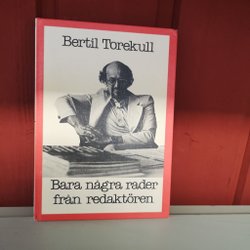 Bertil Torekull
Bara några rader
från redaktören